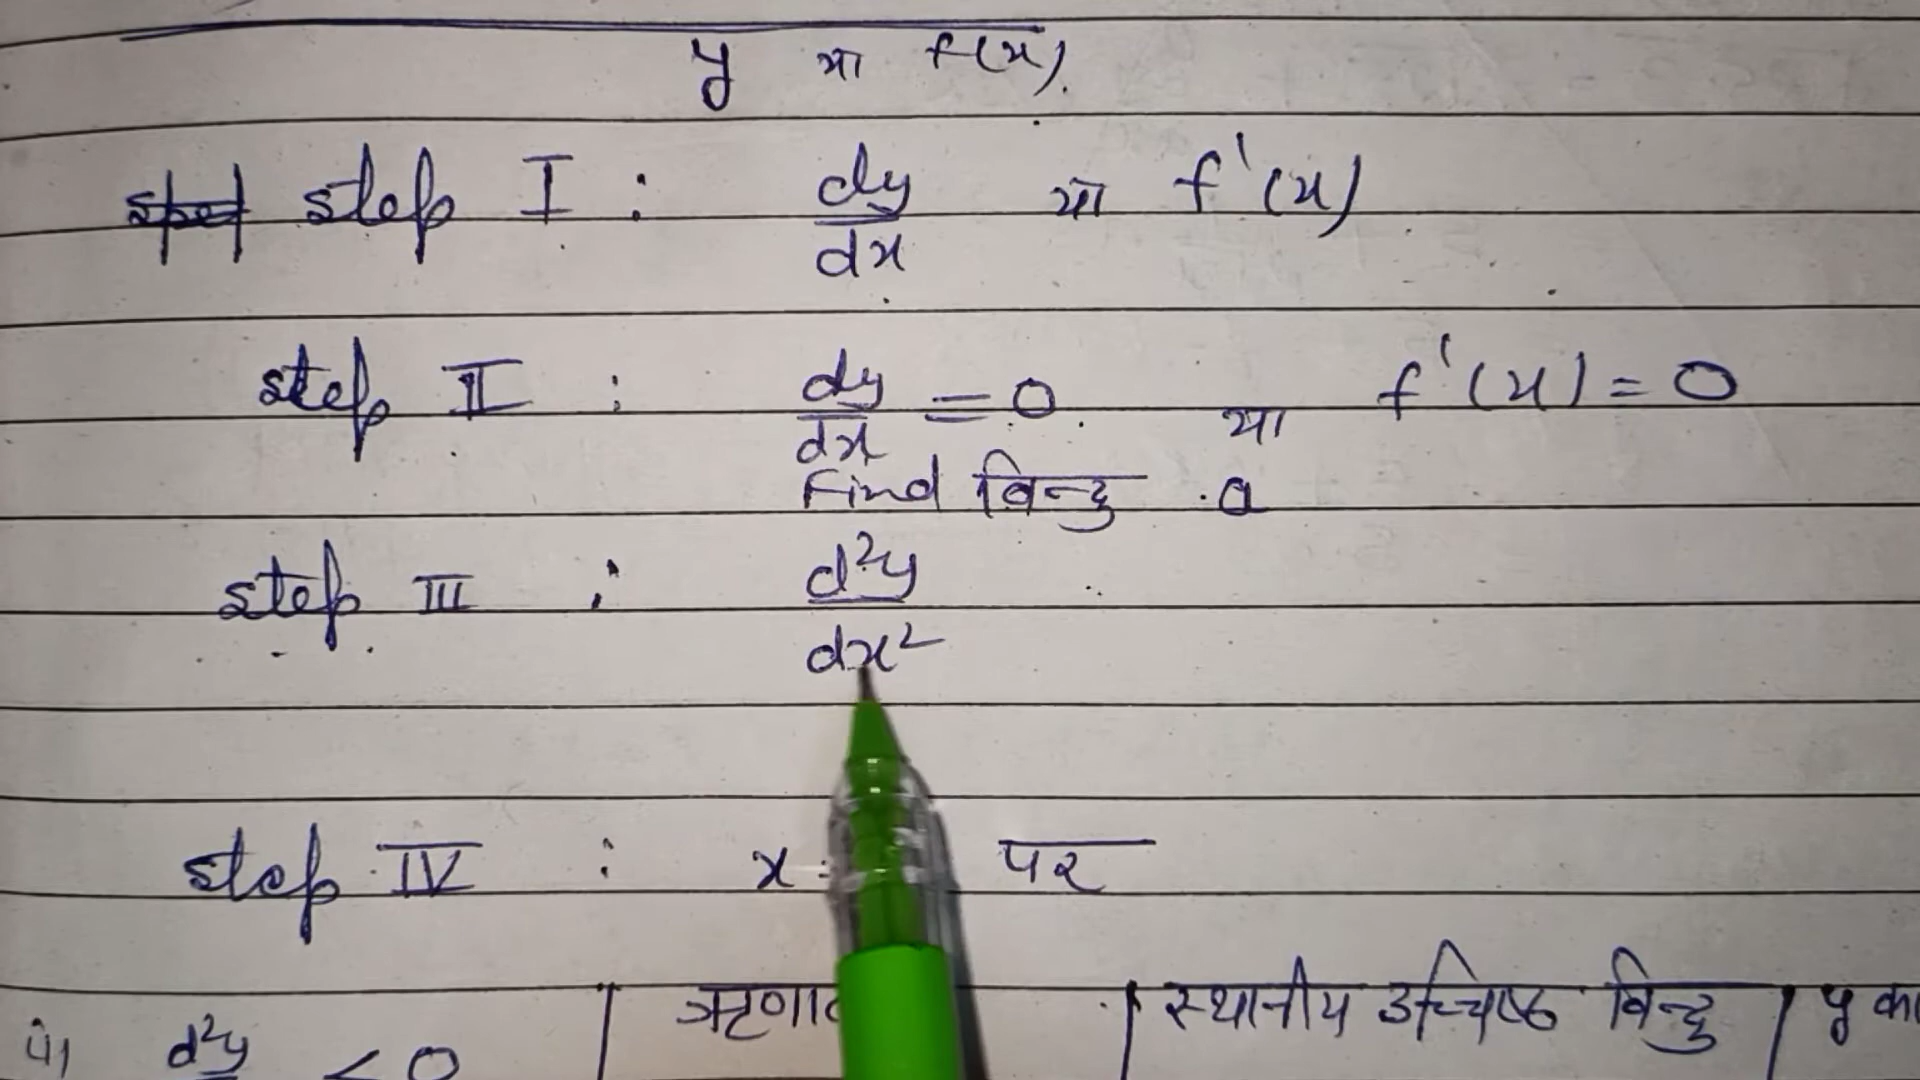 y या f(x).
spet step I : dy/dx या f'(x)
step II : dy/dx = 0 या f'(x) = 0
Find बिन्दु a
step III : d²y/dx²
step IV : x पर
d²y < 0 | स्थानीय उच्चिष्ठ बिन्दु | y का